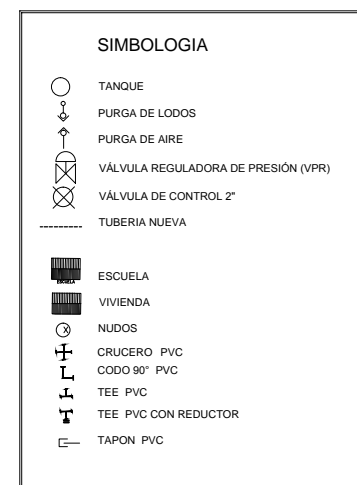 SIMBOLOGIA
TANQUE
PURGA DE LODOS
PURGA DE AIRE
VÁLVULA REGULADORA DE PRESIÓN (VPR)
VÁLVULA DE CONTROL 2"
TUBERIA NUEVA
ESCUELA
ESCUELA
VIVIENDA
X NUDOS
CRUCERO PVC
CODO 90° PVC
TEE PVC
TEE PVC CON REDUCTOR
TAPON PVC